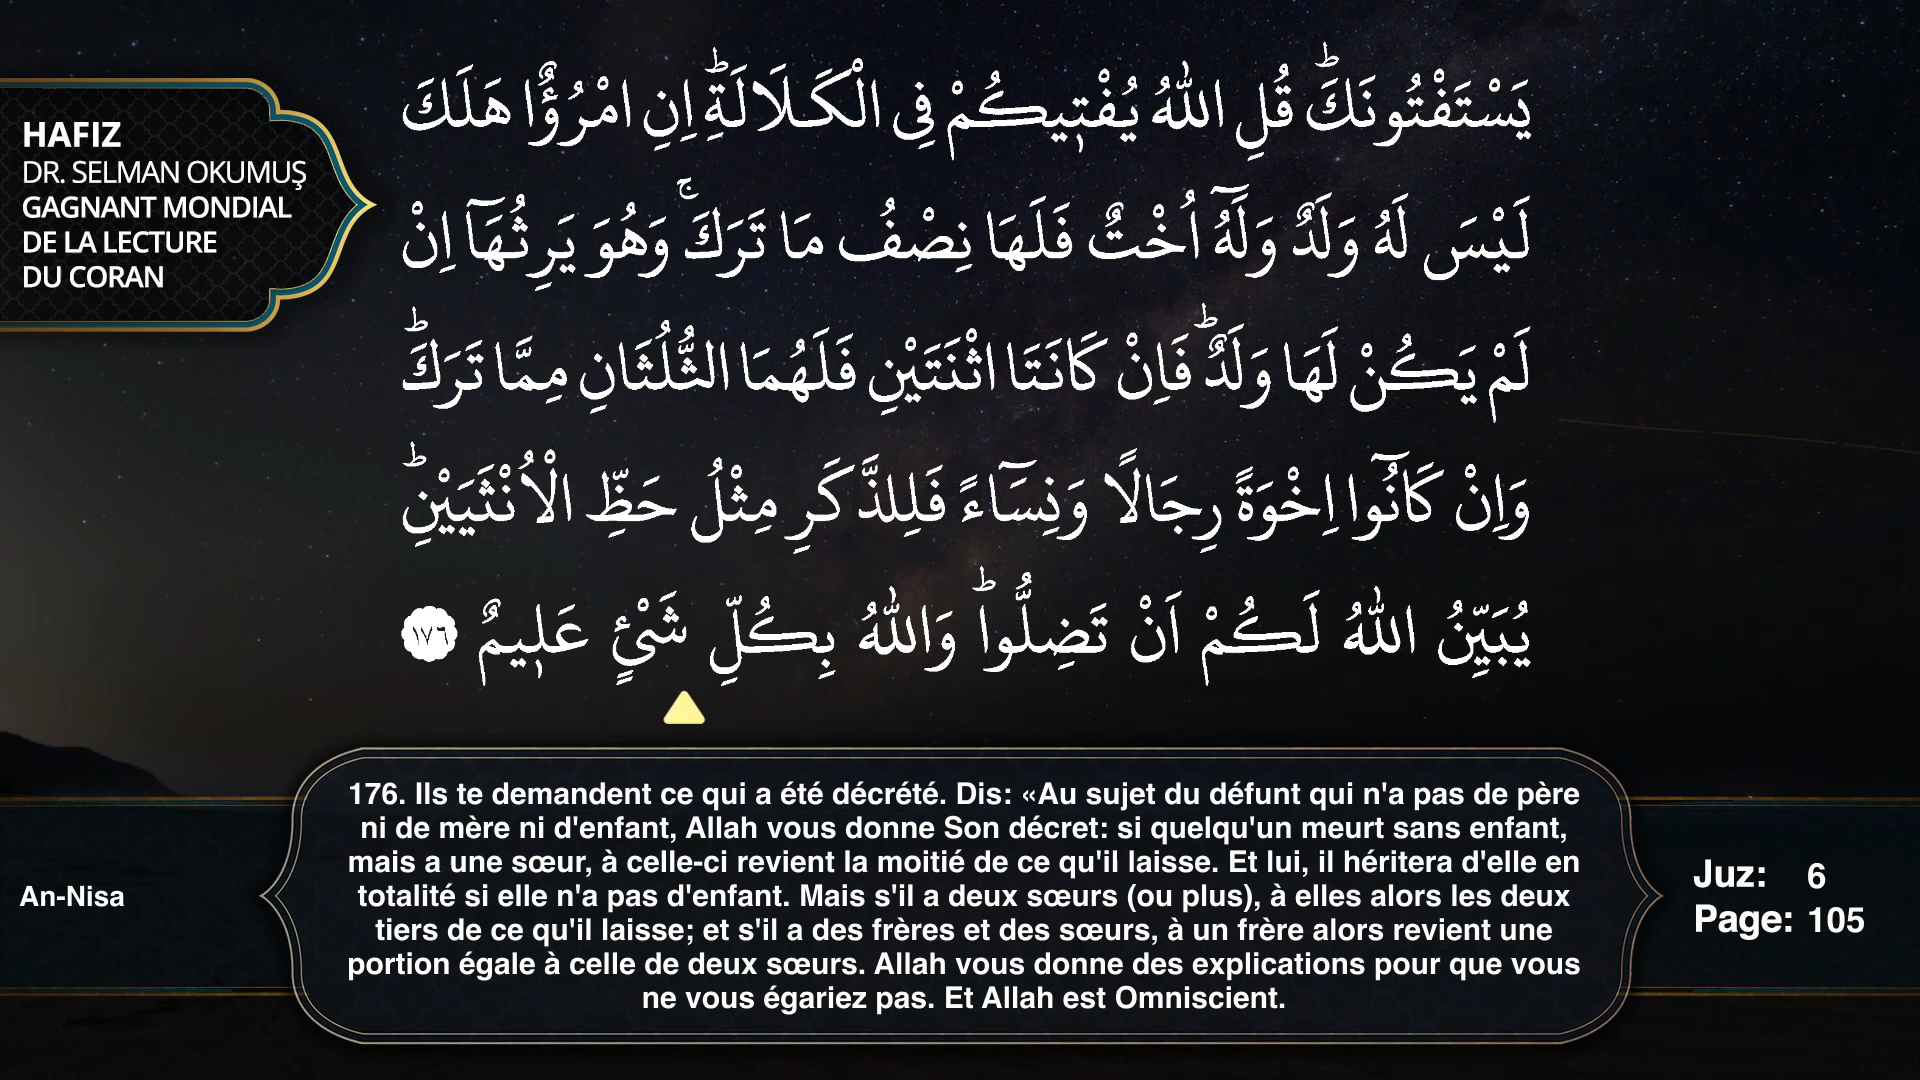 يَسْتَفْتُونَكَۜ قُلِ اللّٰهُ يُفْتٖيكُمْ فِى الْكَلَالَةِؕ اِنِ امْرُؤٌا هَلَكَ
لَيْسَ لَهُ وَلَدٌ وَلَهُٓ اُخْتٌ فَلَهَا نِصْفُ مَا تَرَكَۚ وَهُوَ يَرِثُهَٓا اِنْ
لَمْ يَكُنْ لَهَا وَلَدٌؕ فَاِنْ كَانَتَا اثْنَتَيْنِ فَلَهُمَا الثُّلُثَانِ مِمَّا تَرَكَؕ
وَاِنْ كَانُٓوا اِخْوَةً رِجَالًا وَنِسَٓاءً فَلِلذَّكَرِ مِثْلُ حَظِّ الْاُنْثَيَيْنِؕ
يُبَيِّنُ اللّٰهُ لَكُمْ اَنْ تَضِلُّواؕ وَاللّٰهُ بِكُلِّ شَیْءٍ عَلٖيمٌ ١٧٦
HAFIZ
DR. SELMAN OKUMUŞ
GAGNANT MONDIAL
DE LA LECTURE
DU CORAN
176. Ils te demandent ce qui a été décrété. Dis: «Au sujet du défunt qui n'a pas de père
ni de mère ni d'enfant, Allah vous donne Son décret: si quelqu'un meurt sans enfant,
mais a une sœur, à celle-ci revient la moitié de ce qu'il laisse. Et lui, il héritera d'elle en
totalité si elle n'a pas d'enfant. Mais s'il a deux sœurs (ou plus), à elles alors les deux
tiers de ce qu'il laisse; et s'il a des frères et des sœurs, à un frère alors revient une
portion égale à celle de deux sœurs. Allah vous donne des explications pour que vous
ne vous égariez pas. Et Allah est Omniscient.
An-Nisa
Juz: 6
Page: 105